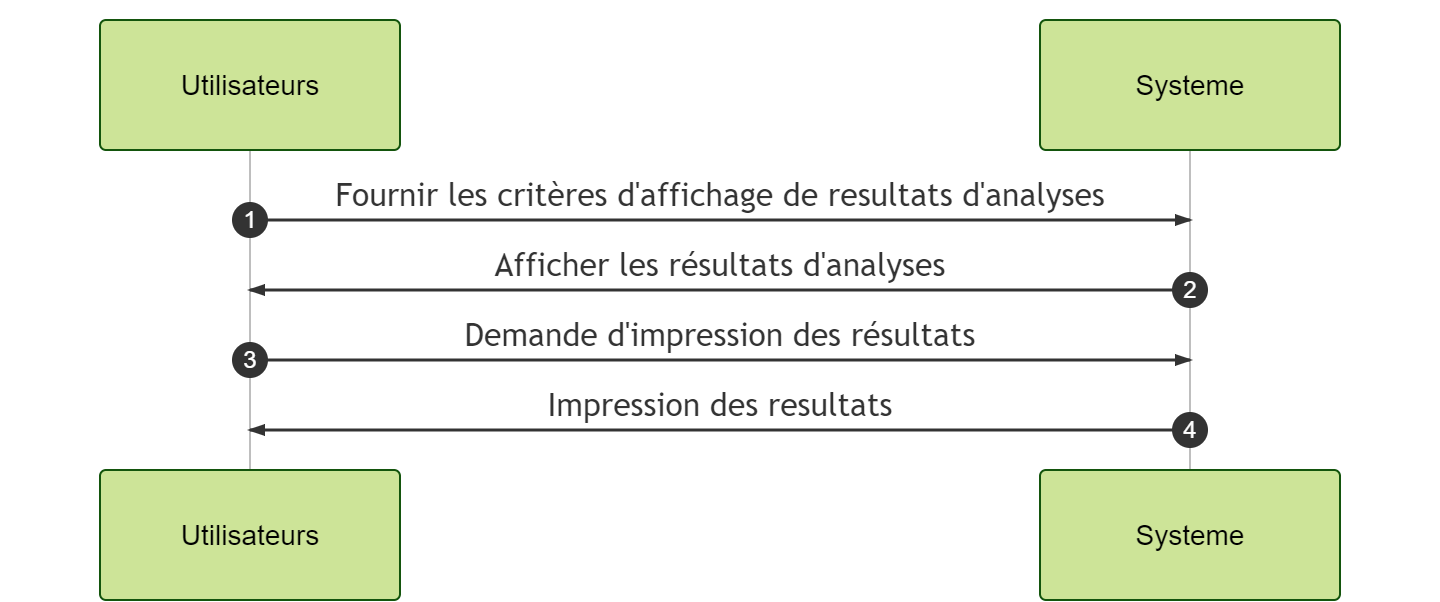 Utilisateurs
Systeme
Fournir les critères d'affichage de resultats d'analyses
1
Afficher les résultats d'analyses
2
Demande d'impression des résultats
3
Impression des resultats
4
Utilisateurs
Systeme